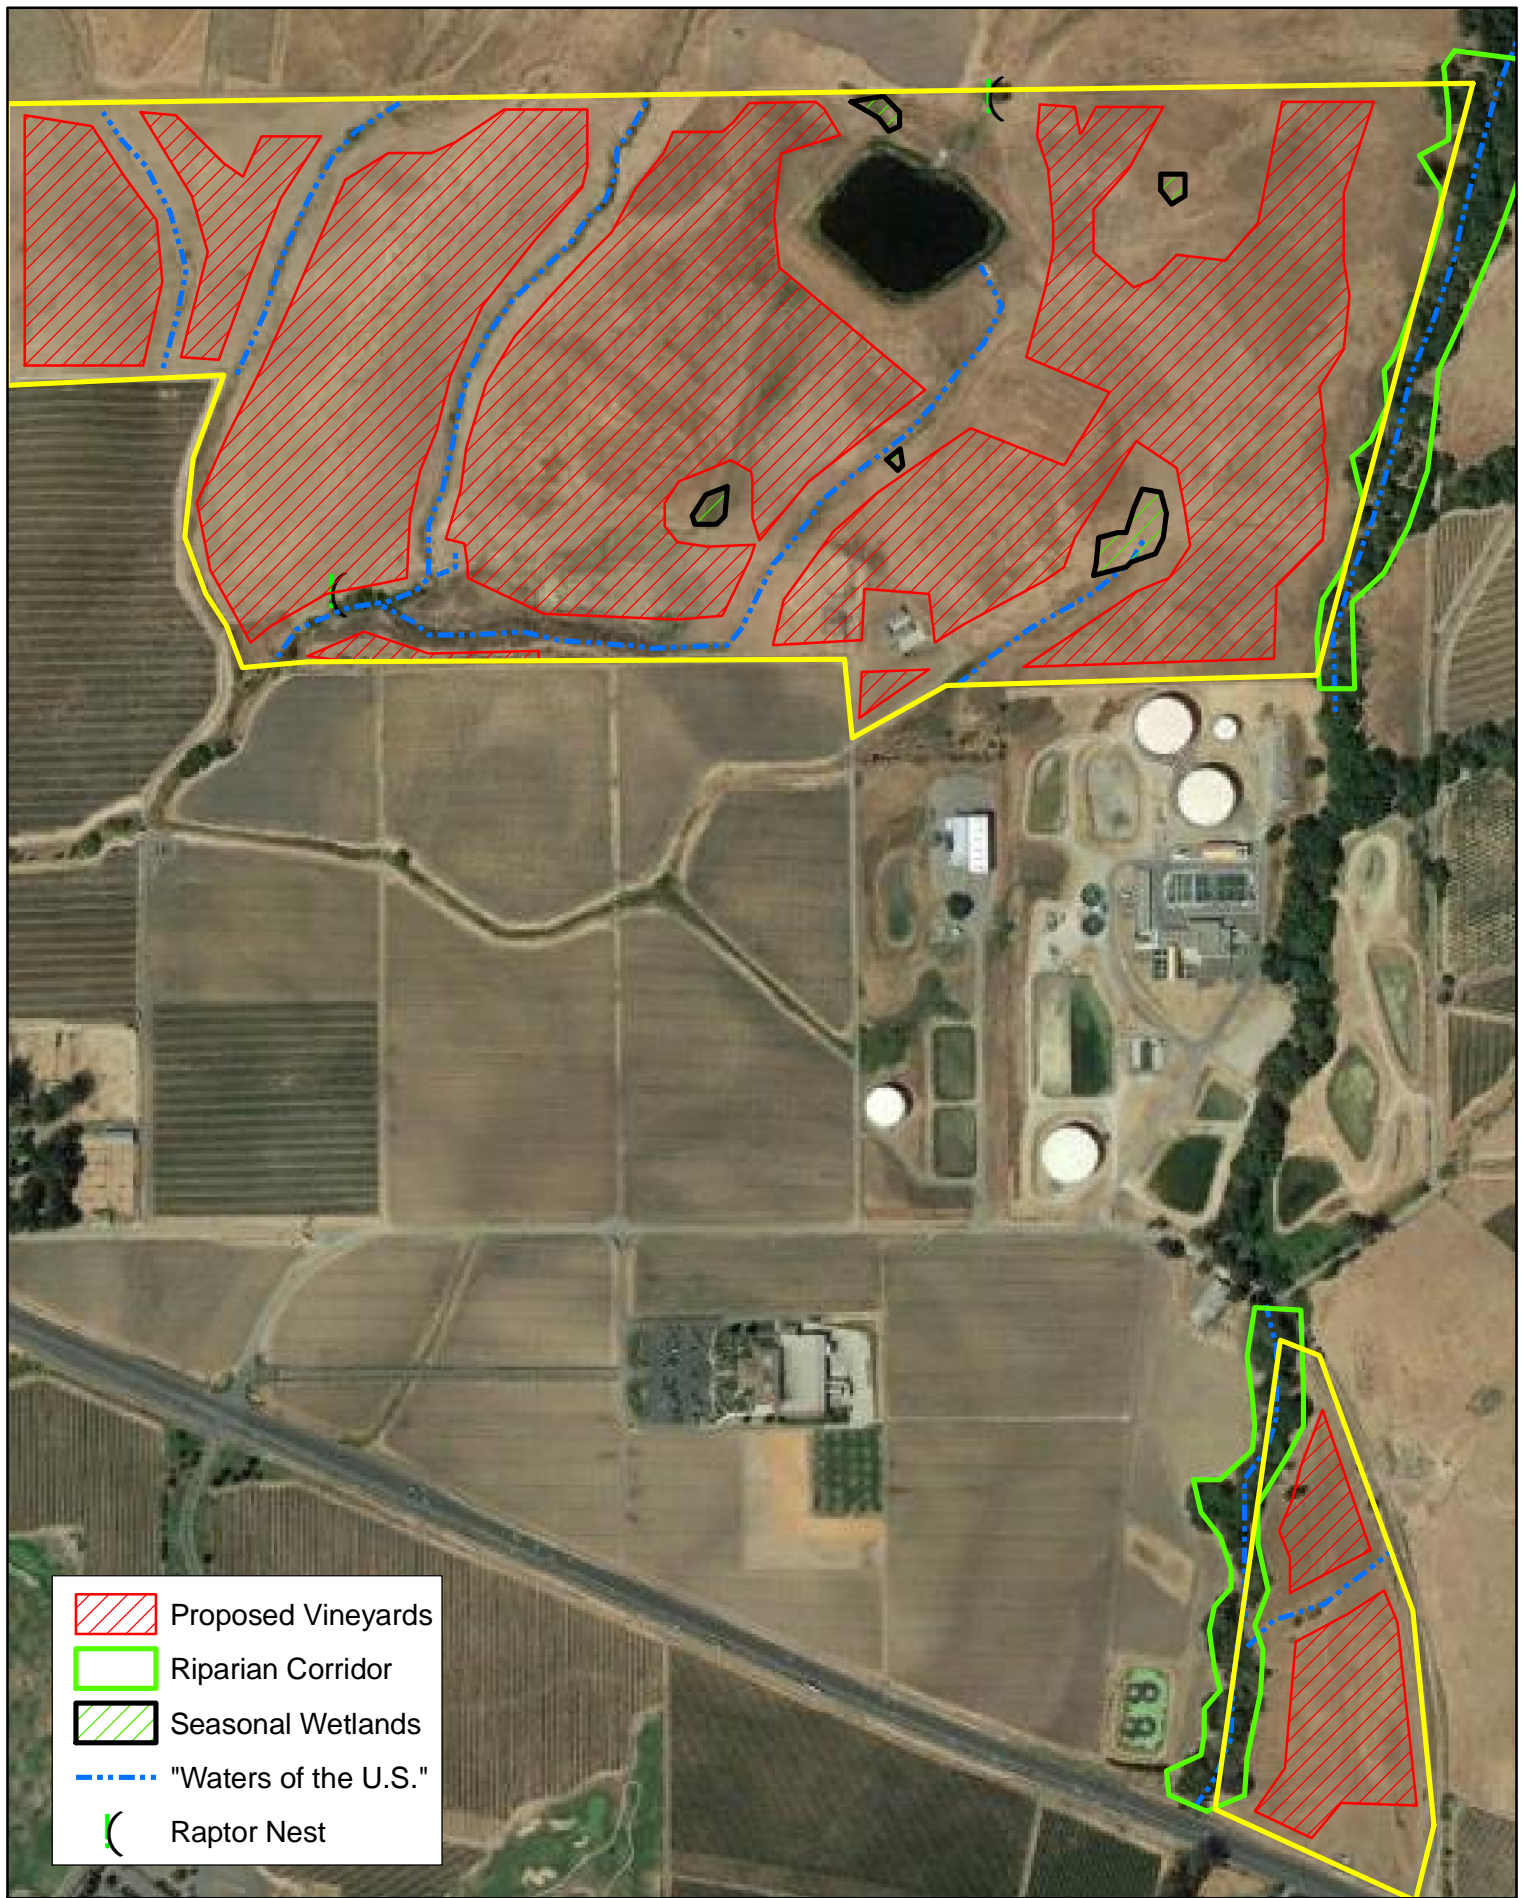 Proposed Vineyards
Riparian Corridor
Seasonal Wetlands
"Waters of the U.S."
Raptor Nest